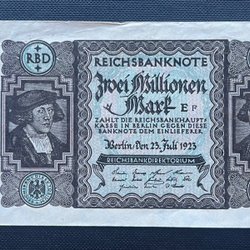 RBD
REICHSBANKNOTE
Zwei Millionen
Mark EF
ZAHLT DIE REICHSBANKHAUPT-
KASSE IN BERLIN GEGEN DIESE
BANKNOTE DEM EINLIEFERER
Berlin, Den 23. Juli 1923
REICHSBANKDIREKTORIUM